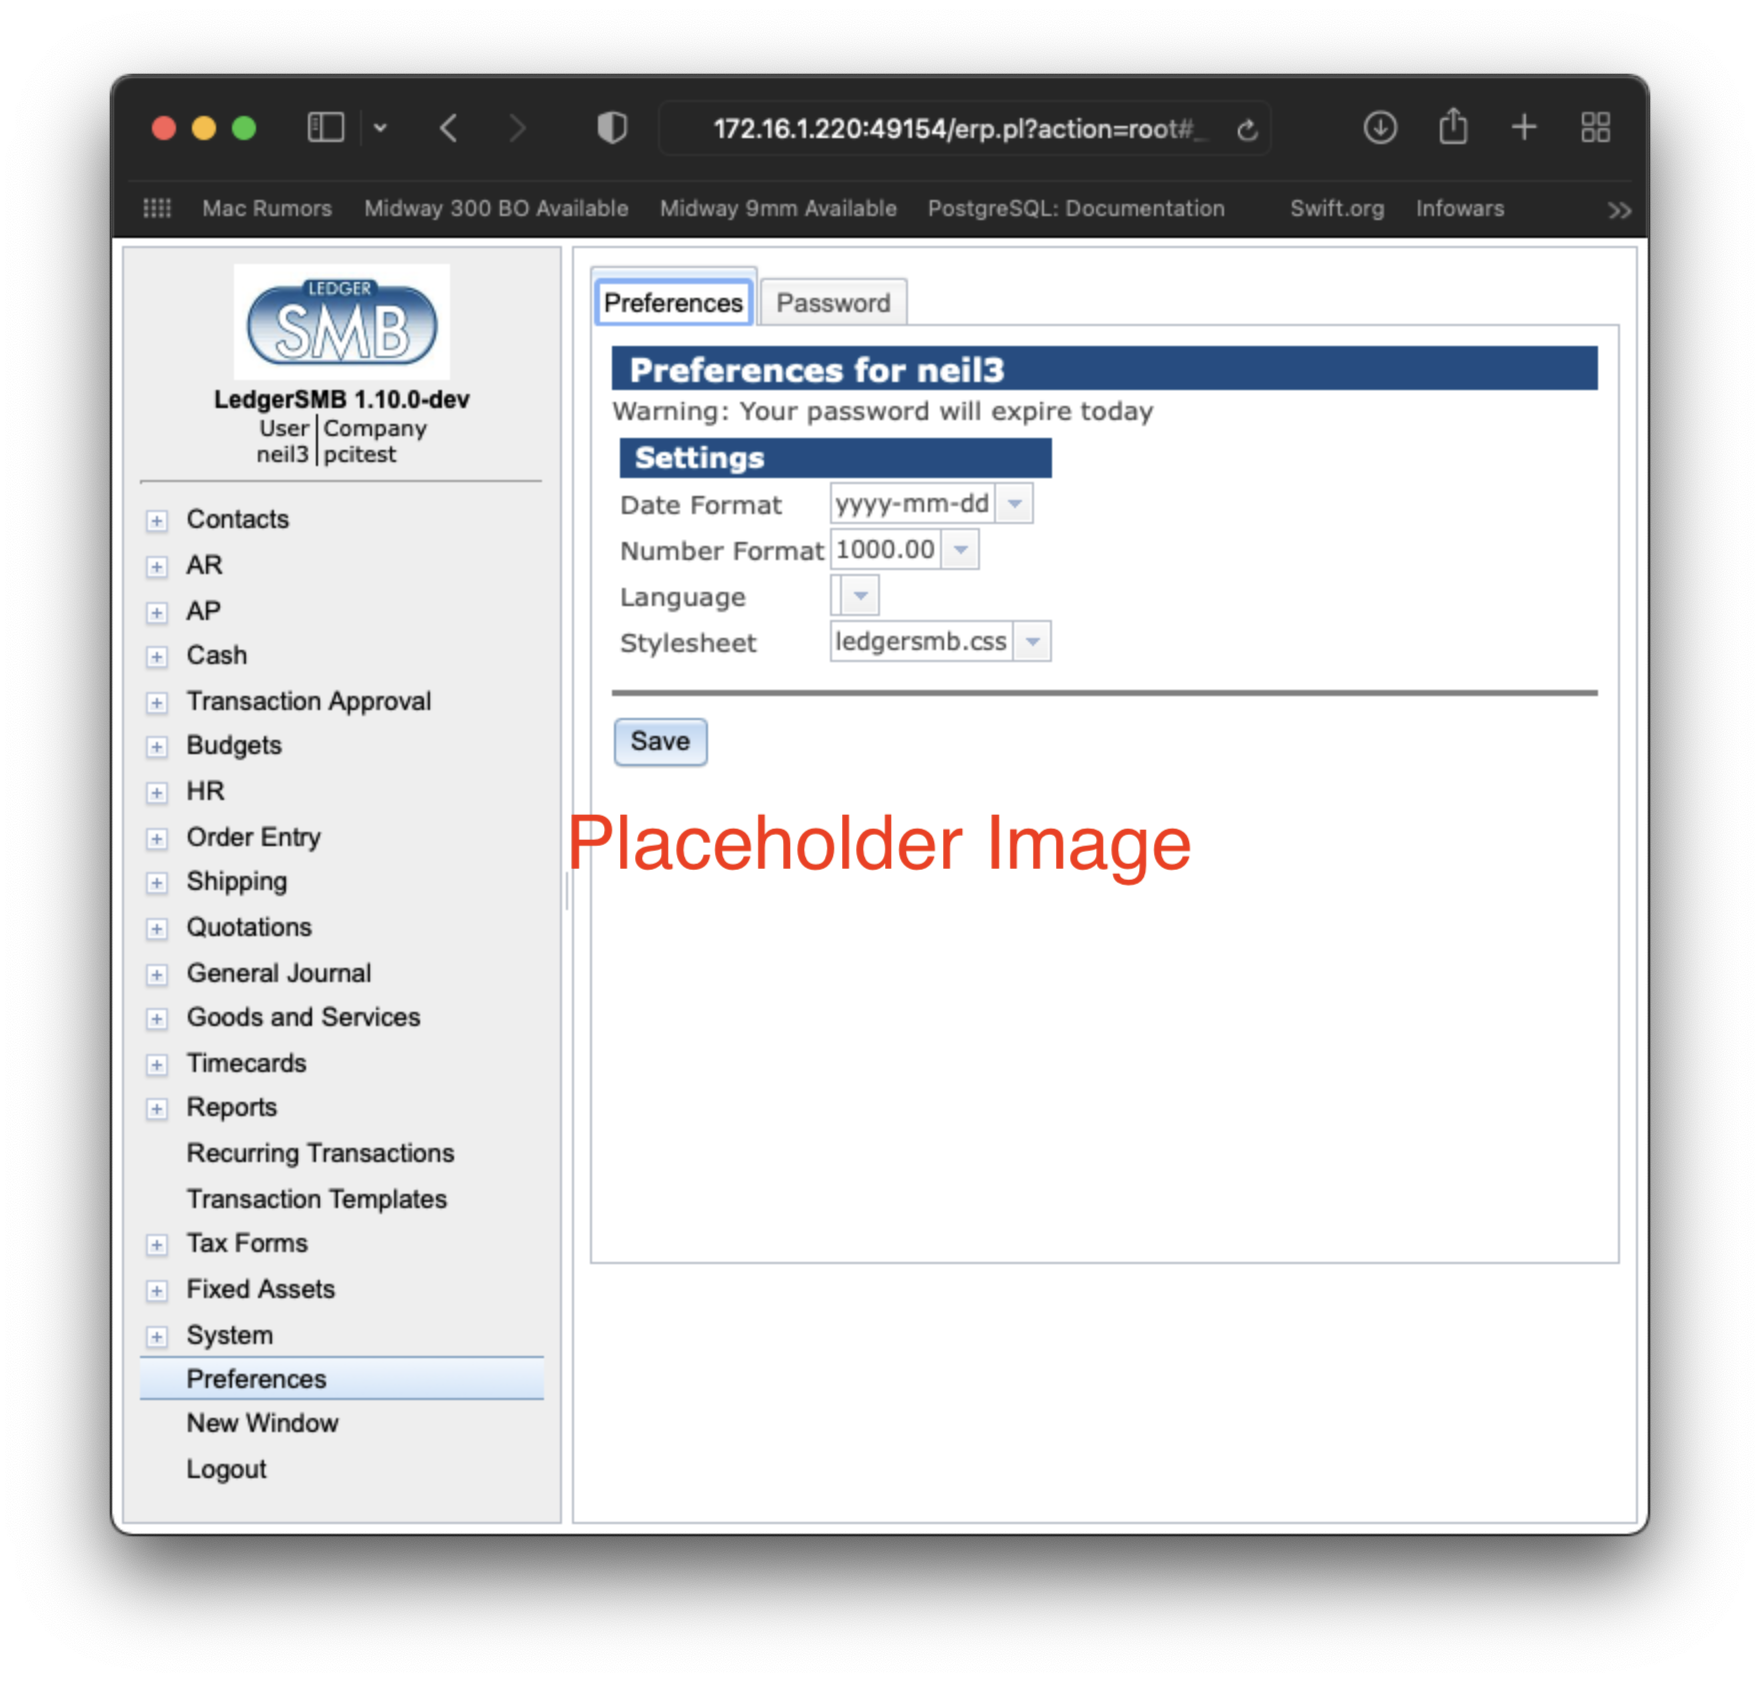 172.16.1.220:49154/erp.pl?action=root#_
Mac Rumors
Midway 300 BO Available
Midway 9mm Available
PostgreSQL: Documentation
Swift.org
Infowars
LEDGER
SMB
LedgerSMB 1.10.0-dev
User Company
neil3 pcitest
Contacts
AR
AP
Cash
Transaction Approval
Budgets
HR
Order Entry
Shipping
Quotations
General Journal
Goods and Services
Timecards
Reports
Recurring Transactions
Transaction Templates
Tax Forms
Fixed Assets
System
Preferences
New Window
Logout
Preferences
Password
Preferences for neil3
Warning: Your password will expire today
Settings
Date Format yyyy-mm-dd
Number Format 1000.00
Language
Stylesheet ledgersmb.css
Save
Placeholder Image